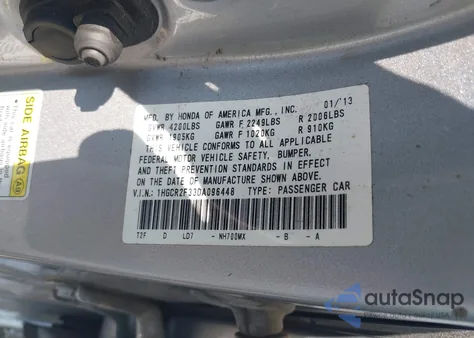 SIDE AIRBAG
MFD. BY HONDA OF AMERICA MFG., INC. 01/'13
GVWR 4200LBS GAWR F 2249LBS R 2006LBS
GVWR 1905KG GAWR F 1020KG R 910KG
THIS VEHICLE CONFORMS TO ALL APPLICABLE
FEDERAL MOTOR VEHICLE SAFETY, BUMPER,
AND THEFT PREVENTION STANDARDS IN EFFECT
ON THE DATE OF MANUFACTURE SHOWN ABOVE.
V.I.N.: 1HGCR2F33DA096448 TYPE: PASSENGER CAR
T2F D LD7 - NH700MX - B - A
autoSnap